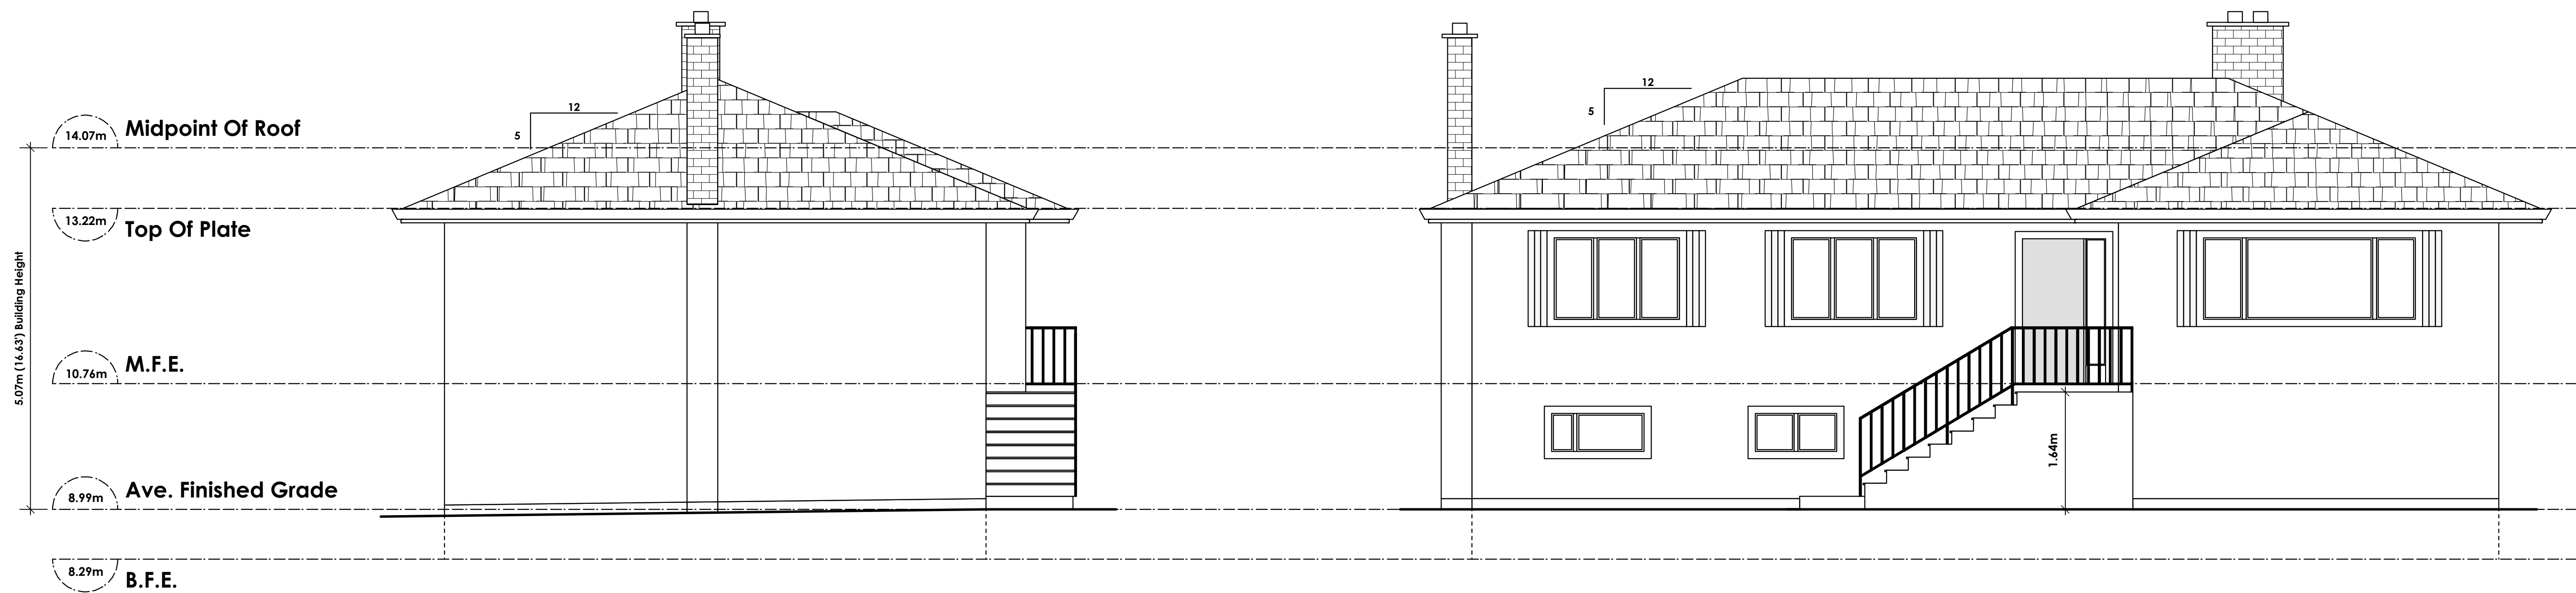 12
5
12
5
14.07m
Midpoint Of Roof
13.22m
Top Of Plate
5.07m (16.63') Building Height
10.76m
M.F.E.
1.64m
8.99m
Ave. Finished Grade
8.29m
B.F.E.